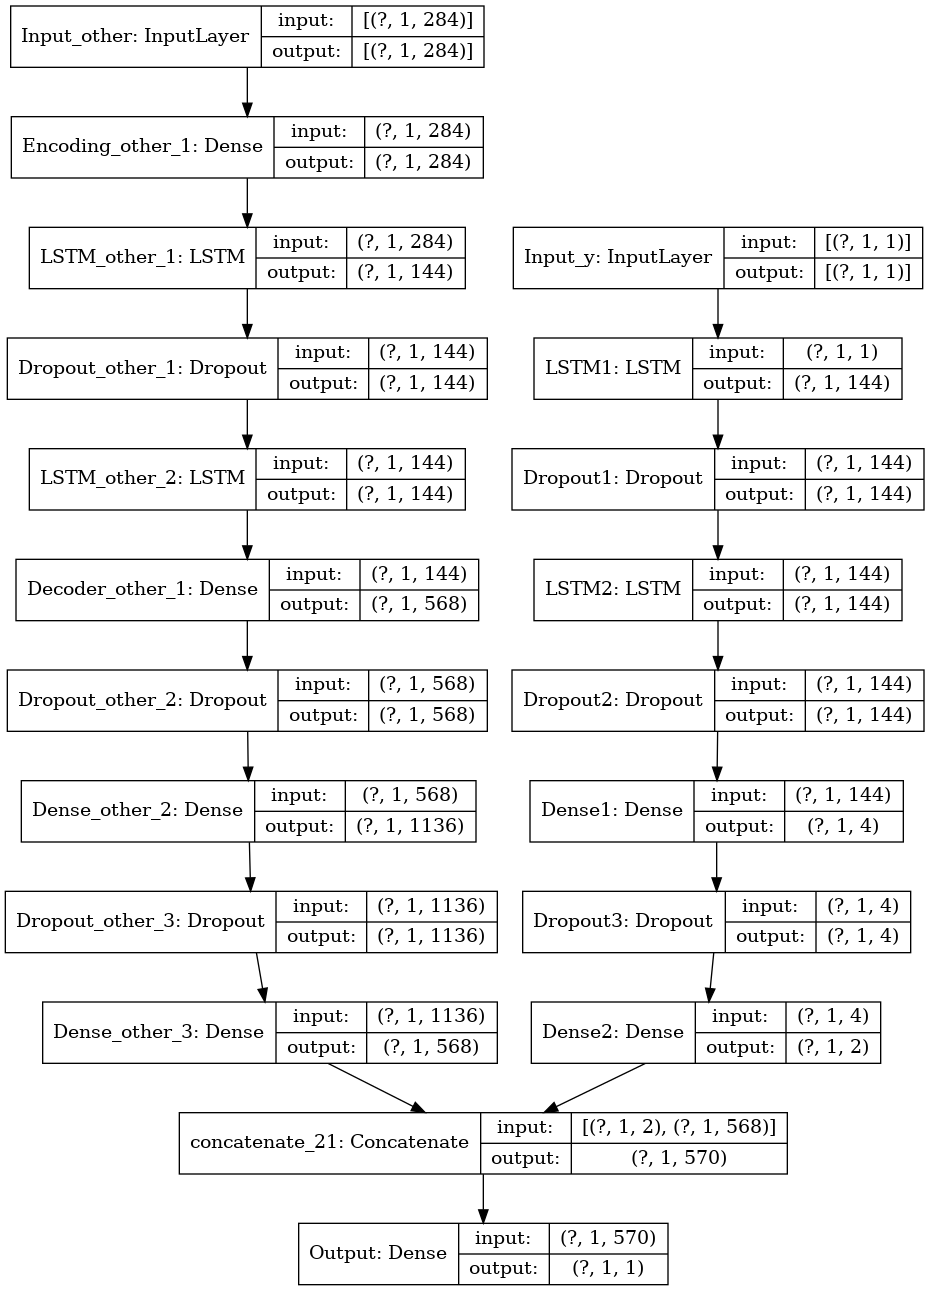 Input_other: InputLayer
input: [(?, 1, 284)]
output: [(?, 1, 284)]
Encoding_other_1: Dense
input: (?, 1, 284)
output: (?, 1, 284)
LSTM_other_1: LSTM
input: (?, 1, 284)
output: (?, 1, 144)
Dropout_other_1: Dropout
input: (?, 1, 144)
output: (?, 1, 144)
LSTM_other_2: LSTM
input: (?, 1, 144)
output: (?, 1, 144)
Decoder_other_1: Dense
input: (?, 1, 144)
output: (?, 1, 568)
Dropout_other_2: Dropout
input: (?, 1, 568)
output: (?, 1, 568)
Dense_other_2: Dense
input: (?, 1, 568)
output: (?, 1, 1136)
Dropout_other_3: Dropout
input: (?, 1, 1136)
output: (?, 1, 1136)
Dense_other_3: Dense
input: (?, 1, 1136)
output: (?, 1, 568)
Input_y: InputLayer
input: [(?, 1, 1)]
output: [(?, 1, 1)]
LSTM1: LSTM
input: (?, 1, 1)
output: (?, 1, 144)
Dropout1: Dropout
input: (?, 1, 144)
output: (?, 1, 144)
LSTM2: LSTM
input: (?, 1, 144)
output: (?, 1, 144)
Dropout2: Dropout
input: (?, 1, 144)
output: (?, 1, 144)
Dense1: Dense
input: (?, 1, 144)
output: (?, 1, 4)
Dropout3: Dropout
input: (?, 1, 4)
output: (?, 1, 4)
Dense2: Dense
input: (?, 1, 4)
output: (?, 1, 2)
concatenate_21: Concatenate
input: [(?, 1, 2), (?, 1, 568)]
output: (?, 1, 570)
Output: Dense
input: (?, 1, 570)
output: (?, 1, 1)